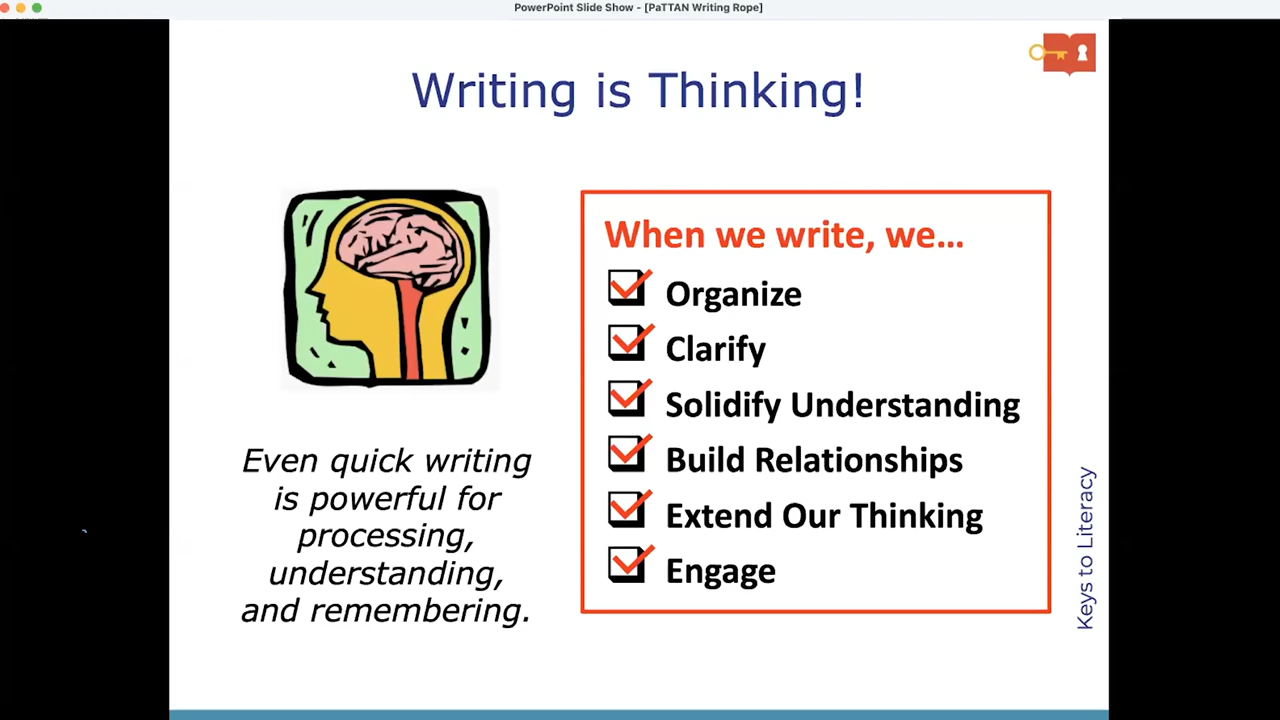 PowerPoint Slide Show - [PaTTAN Writing Rope]
Writing is Thinking!
Even quick writing
is powerful for
processing,
understanding,
and remembering.
When we write, we…
Organize
Clarify
Solidify Understanding
Build Relationships
Extend Our Thinking
Engage
Keys to Literacy